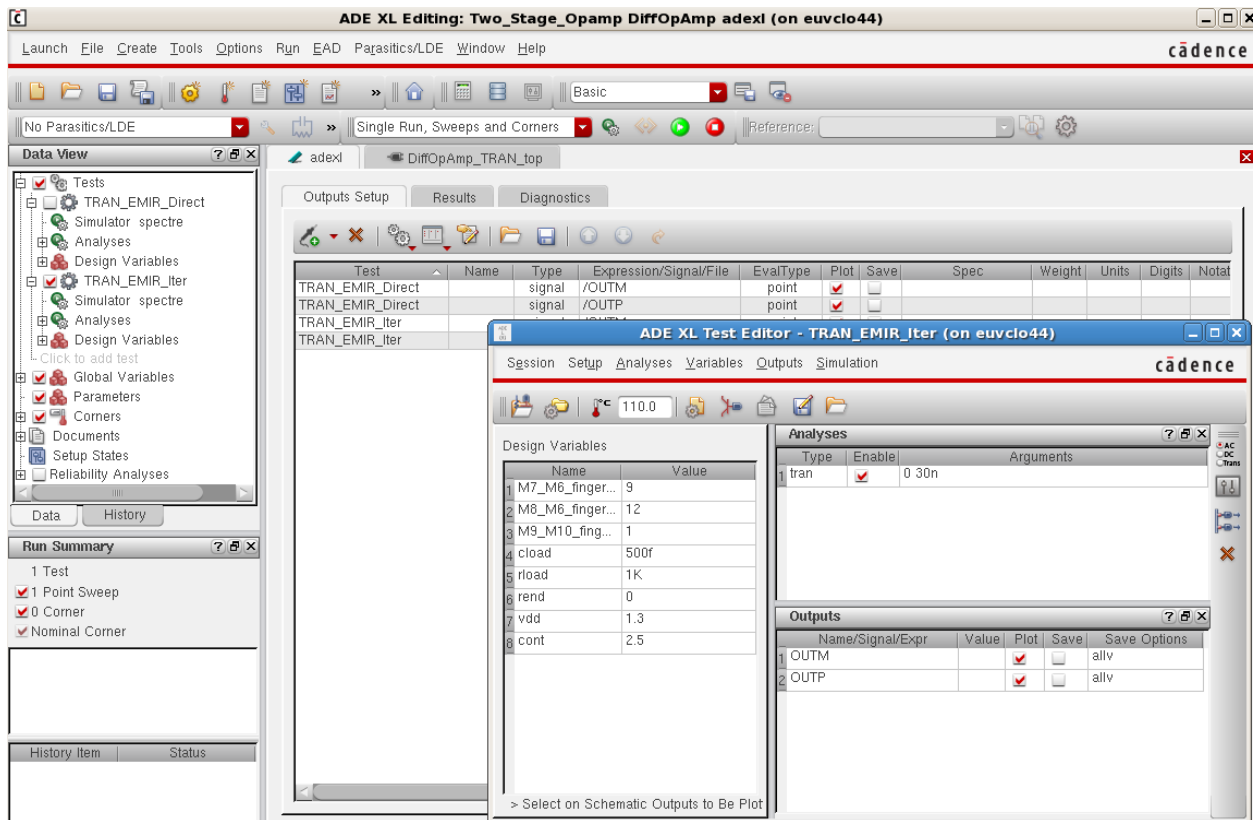 ADE XL Editing: Two_Stage_Opamp DiffOpAmp adexl (on euvclo44)
Launch File Create Tools Options Run EAD Parasitics/LDE Window Help
cādence
» Basic
No Parasitics/LDE » Single Run, Sweeps and Corners Reference:
Data View
Tests
TRAN_EMIR_Direct
Simulator spectre
Analyses
Design Variables
TRAN_EMIR_Iter
Simulator spectre
Analyses
Design Variables
Click to add test
Global Variables
Parameters
Corners
Documents
Setup States
Reliability Analyses
Data History
Run Summary
1 Test
1 Point Sweep
0 Corner
Nominal Corner
History Item Status
adexl DiffOpAmp_TRAN_top
Outputs Setup Results Diagnostics
Test Name Type Expression/Signal/File EvalType Plot Save Spec Weight Units Digits Notat
TRAN_EMIR_Direct signal /OUTM point
TRAN_EMIR_Direct signal /OUTP point
TRAN_EMIR_Iter
TRAN_EMIR_Iter
ADE XL Test Editor - TRAN_EMIR_Iter (on euvclo44)
Session Setup Analyses Variables Outputs Simulation
cādence
°C 110.0
Design Variables
Name Value
1 M7_M6_finger... 9
2 M8_M6_finger... 12
3 M9_M10_fing... 1
4 cload 500f
5 rload 1K
6 rend 0
7 vdd 1.3
8 cont 2.5
> Select on Schematic Outputs to Be Plot
Analyses
Type Enable Arguments
1 tran 0 30n
Outputs
Name/Signal/Expr Value Plot Save Save Options
1 OUTM allv
2 OUTP allv
AC
DC
Trans